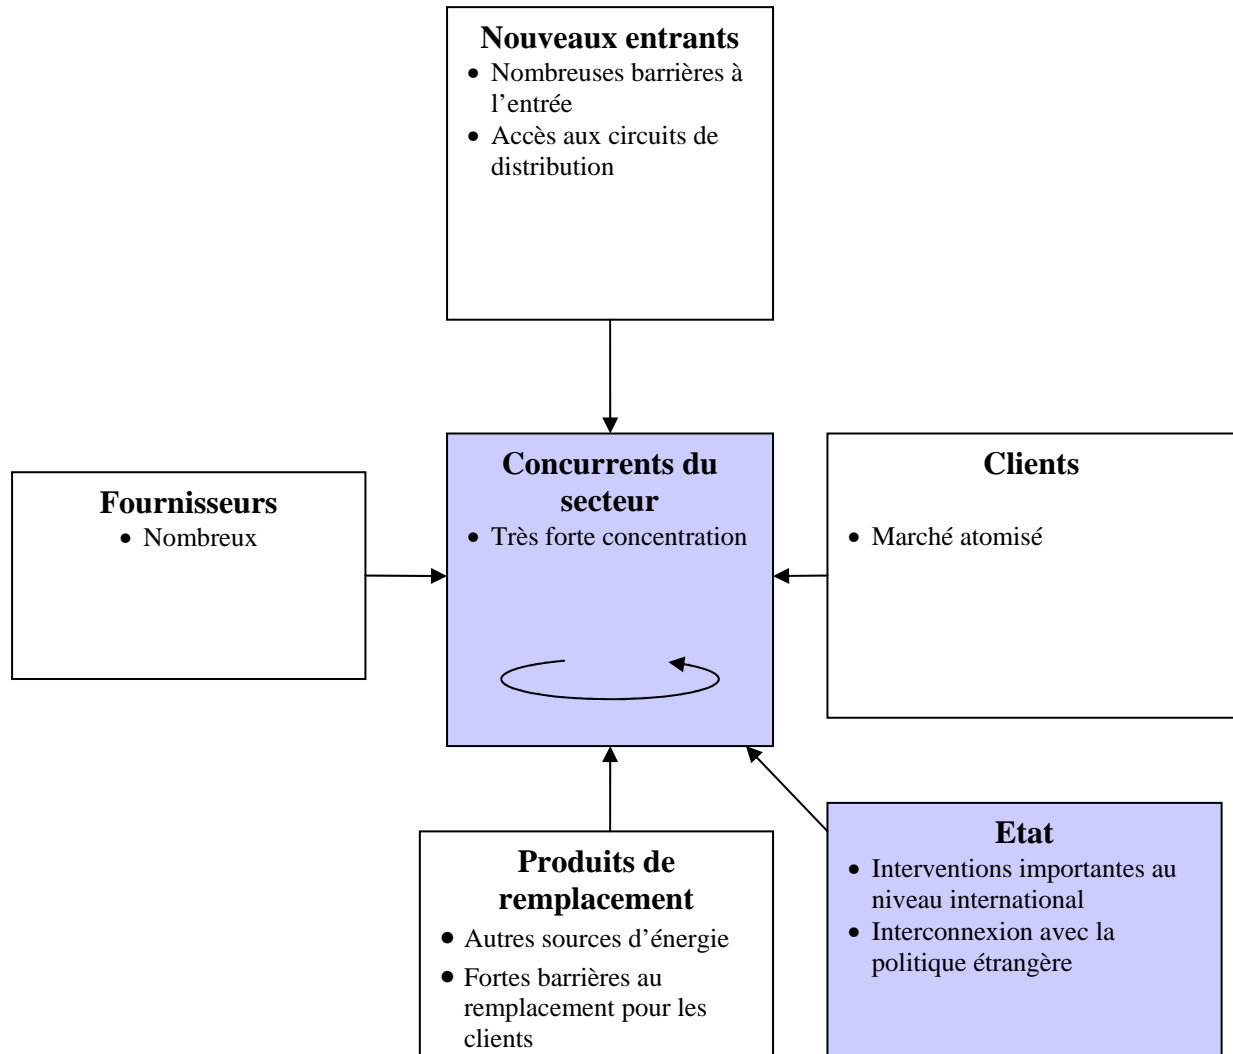 Nouveaux entrants
• Nombreuses barrières à
l’entrée
• Accès aux circuits de
distribution
Fournisseurs
• Nombreux
Concurrents du
secteur
• Très forte concentration
Clients
• Marché atomisé
Produits de
remplacement
• Autres sources d’énergie
• Fortes barrières au
remplacement pour les
clients
Etat
• Interventions importantes au
niveau international
• Interconnexion avec la
politique étrangère